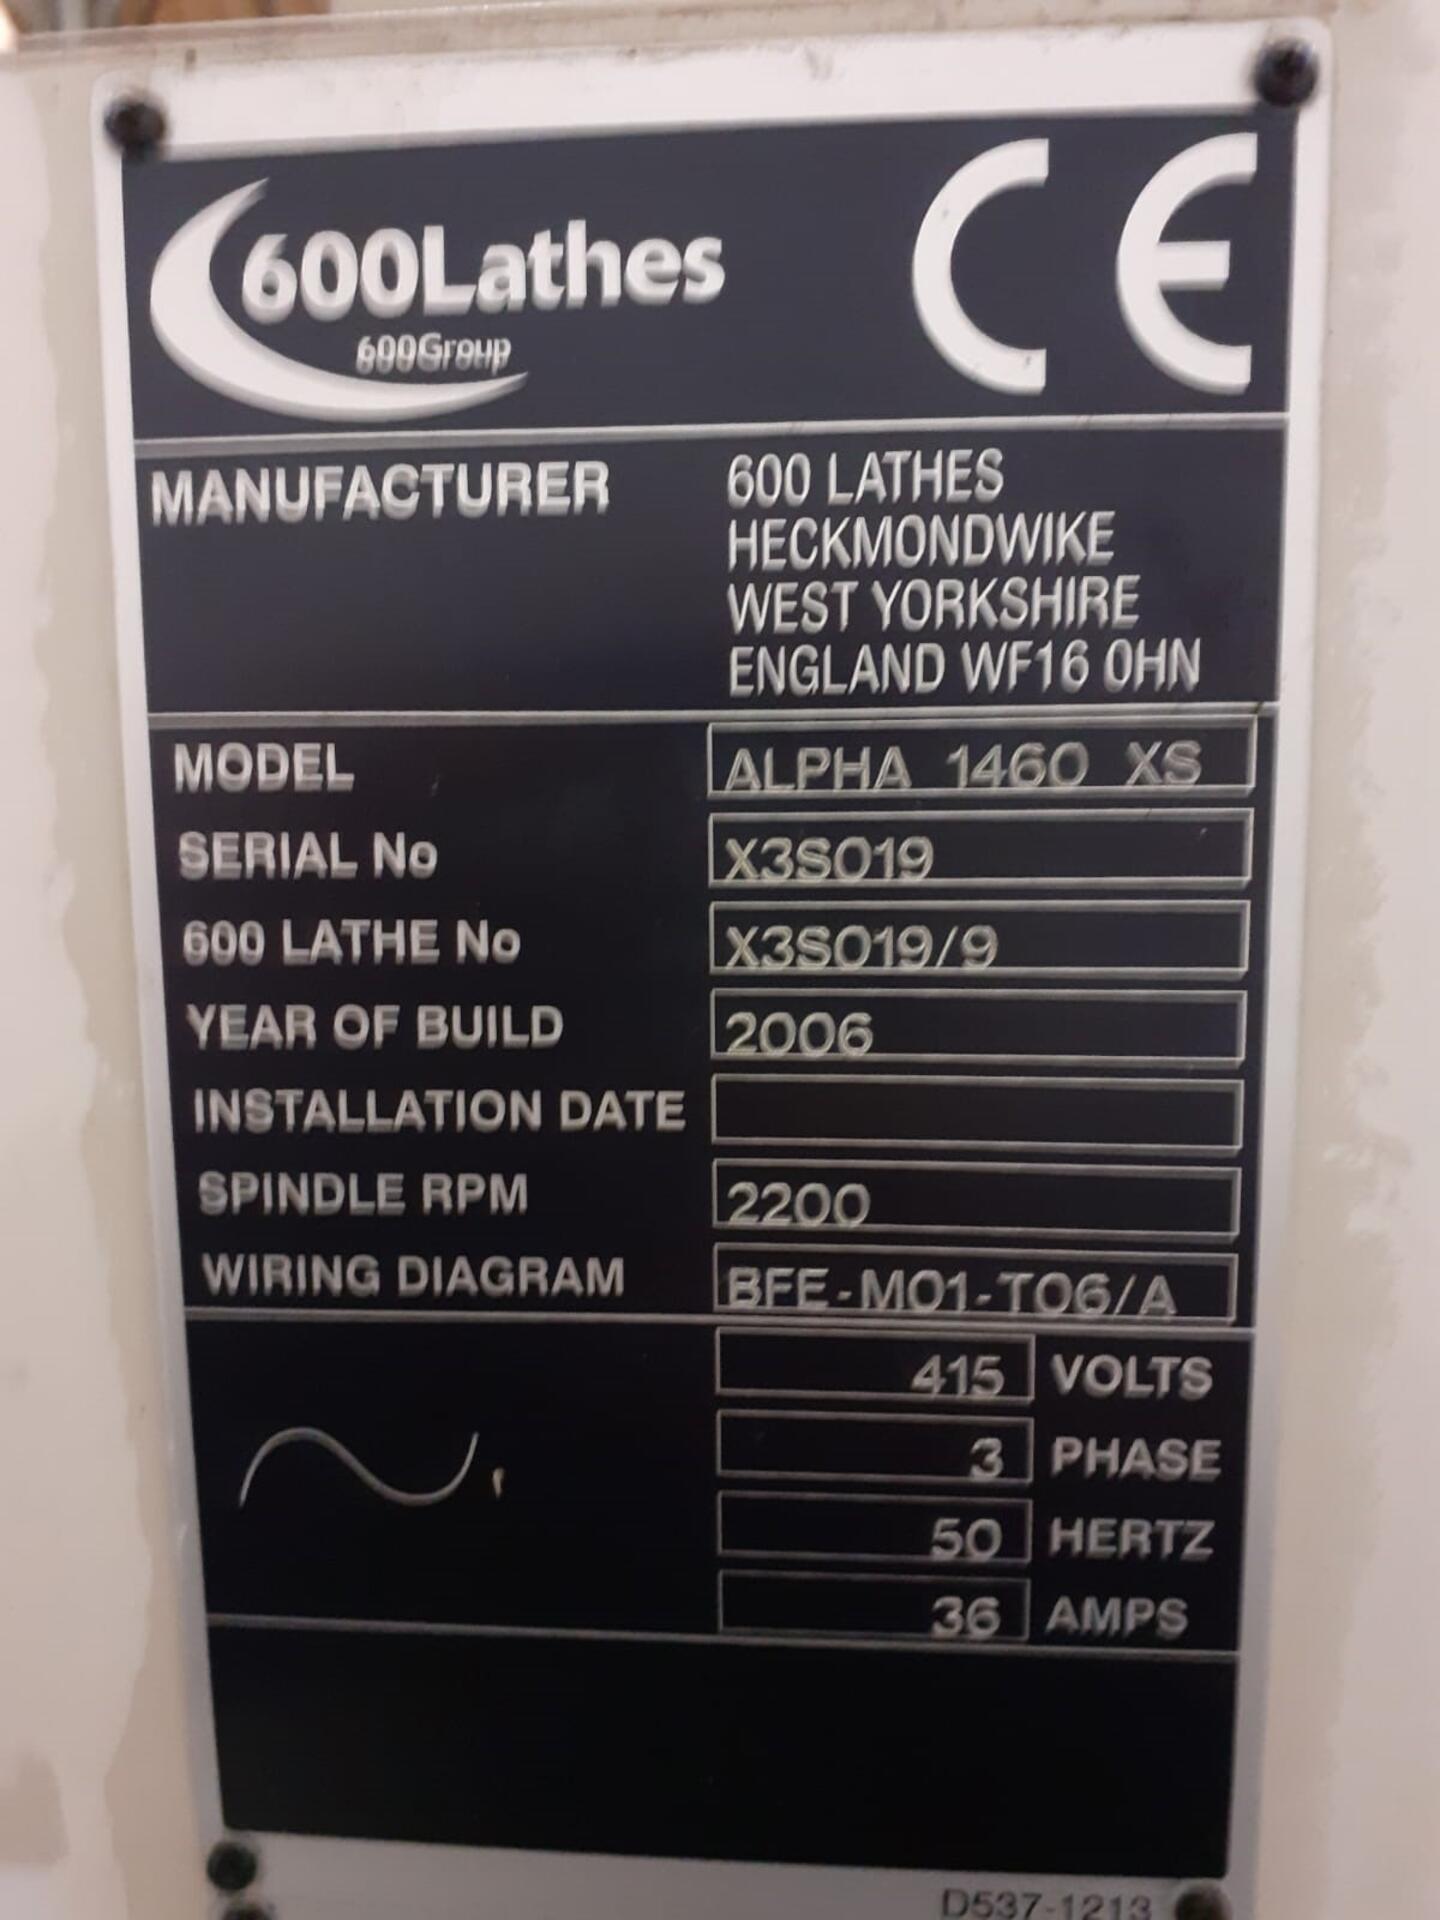 600Lathes
600Group
CE
MANUFACTURER 600 LATHES
HECKMONDWIKE
WEST YORKSHIRE
ENGLAND WF16 0HN
MODEL ALPHA 1460 XS
SERIAL No X3S019
600 LATHE No X3S019/9
YEAR OF BUILD 2006
INSTALLATION DATE
SPINDLE RPM 2200
WIRING DIAGRAM BFE-M01-T06/A
415 VOLTS
3 PHASE
50 HERTZ
36 AMPS
D537-1213